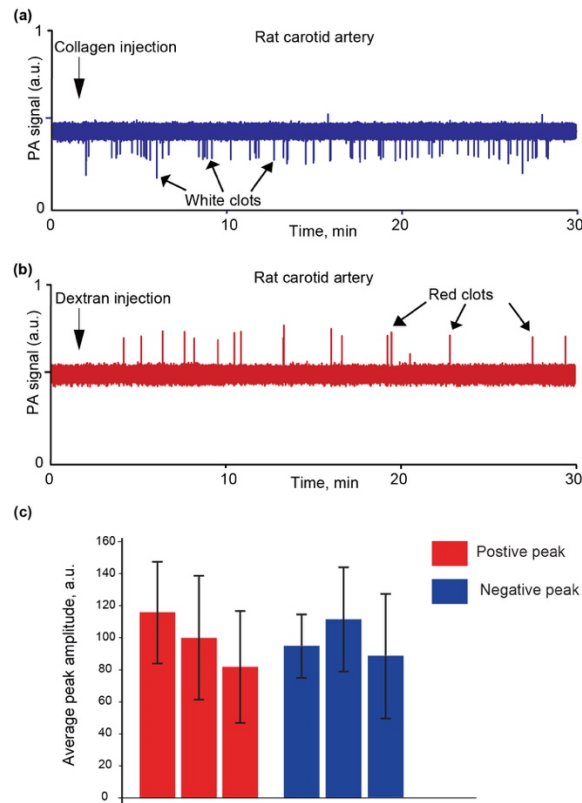 (a)
Collagen injection
Rat carotid artery
PA signal (a.u.)
1
0
White clots
0
10
20
30
Time, min
(b)
Dextran injection
Rat carotid artery
Red clots
PA signal (a.u.)
1
0
0
10
20
30
Time, min
(c)
Average peak amplitude, a.u.
160
140
120
100
80
60
40
20
0
Postive peak
Negative peak